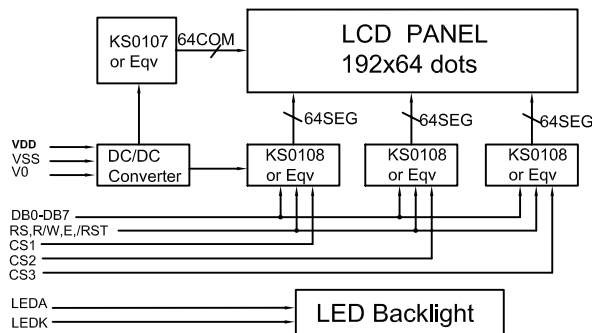 KS0107
or Eqv
64COM
LCD PANEL
192x64 dots
64SEG
64SEG
64SEG
VDD
VSS
V0
DC/DC
Converter
KS0108
or Eqv
KS0108
or Eqv
KS0108
or Eqv
DB0-DB7
RS,R/W,E,/RST
CS1
CS2
CS3
LEDA
LEDK
LED Backlight